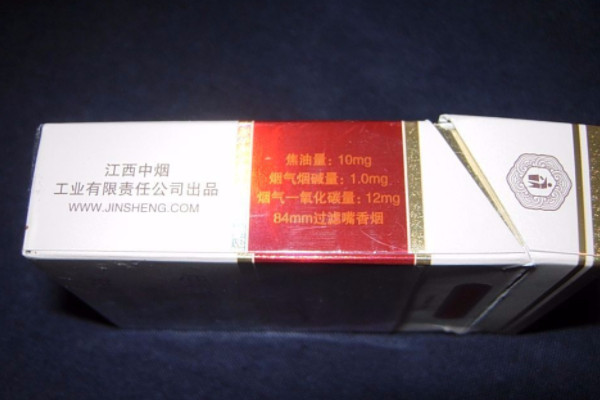 江西中烟
工业有限责任公司出品
WWW.JINSHENG.COM
焦油量：10mg
烟气烟碱量：1.0mg
烟气一氧化碳量：12mg
84mm过滤嘴香烟